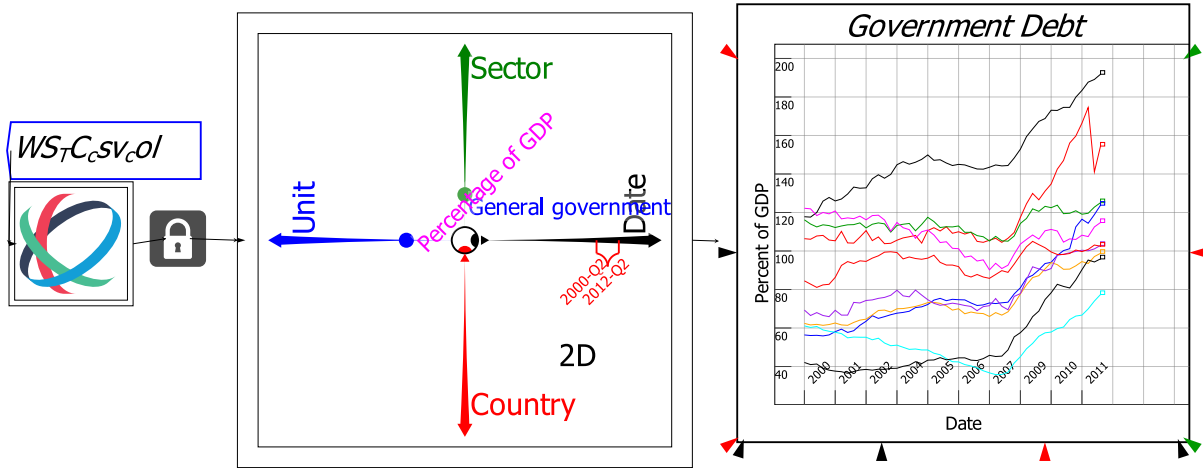 WS_TC_csv_col
Sector
Percentage of GDP
General government
Unit
Date
2000-Q2
2012-Q2
2D
Country
Government Debt
Percent of GDP
200
180
160
140
120
100
80
60
40
2000
2001
2002
2003
2004
2005
2006
2007
2009
2010
2011
Date